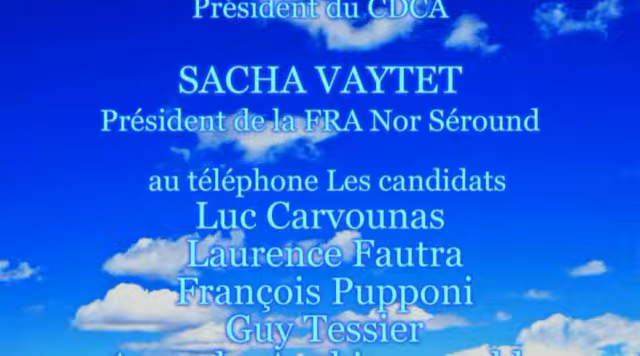 Président du CDCA
SACHA VAYTET
Président de la FRA Nor Séround
au téléphone Les candidats
Luc Carvounas
Laurence Fautra
François Pupponi
Guy Tessier